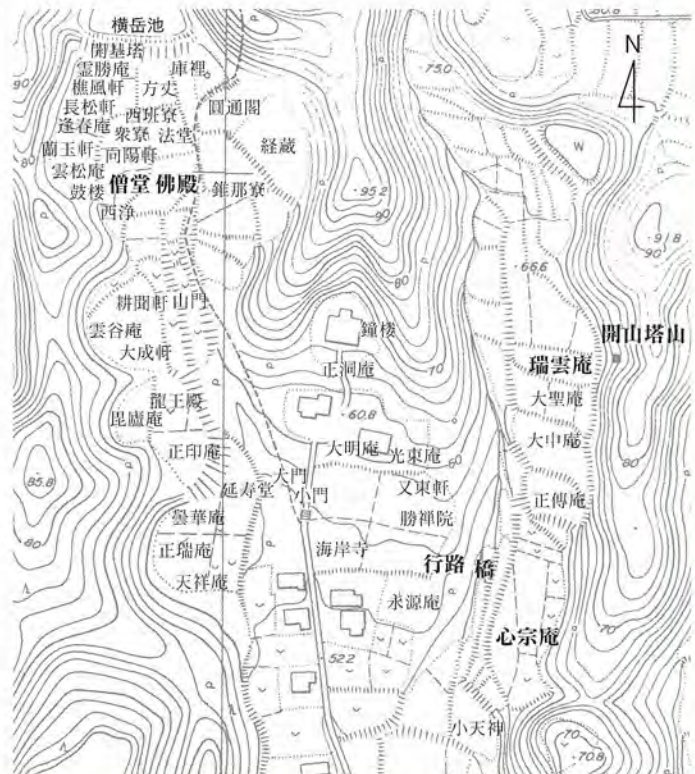 横岳池
開基塔
霊勝庵 庫裡
樵風軒 方丈
長松軒 西班寮 圓通閣
逢春庵 衆寮 法堂 経蔵
蘭玉軒 向陽軒
雲松庵
鼓楼 僧堂 佛殿 錐那寮
西浄
N
75.0
90
80
W
95.2
90
80
91.8
90
66.6
耕聞軒 山門
雲谷庵
大成軒
鐘楼
正洞庵
70
開山塔山
瑞雲庵
大聖庵
大中庵
正傳庵
龍王殿
毘廬庵
正印庵
60.8
大明庵 光東庵
60
80
85.8
80
延寿堂 大門
小門
又東軒
勝禅院
曇華庵
正瑞庵
天祥庵
海岸寺
行路 橋
永源庵
心宗庵
70
52.2
小天神
70
70.8